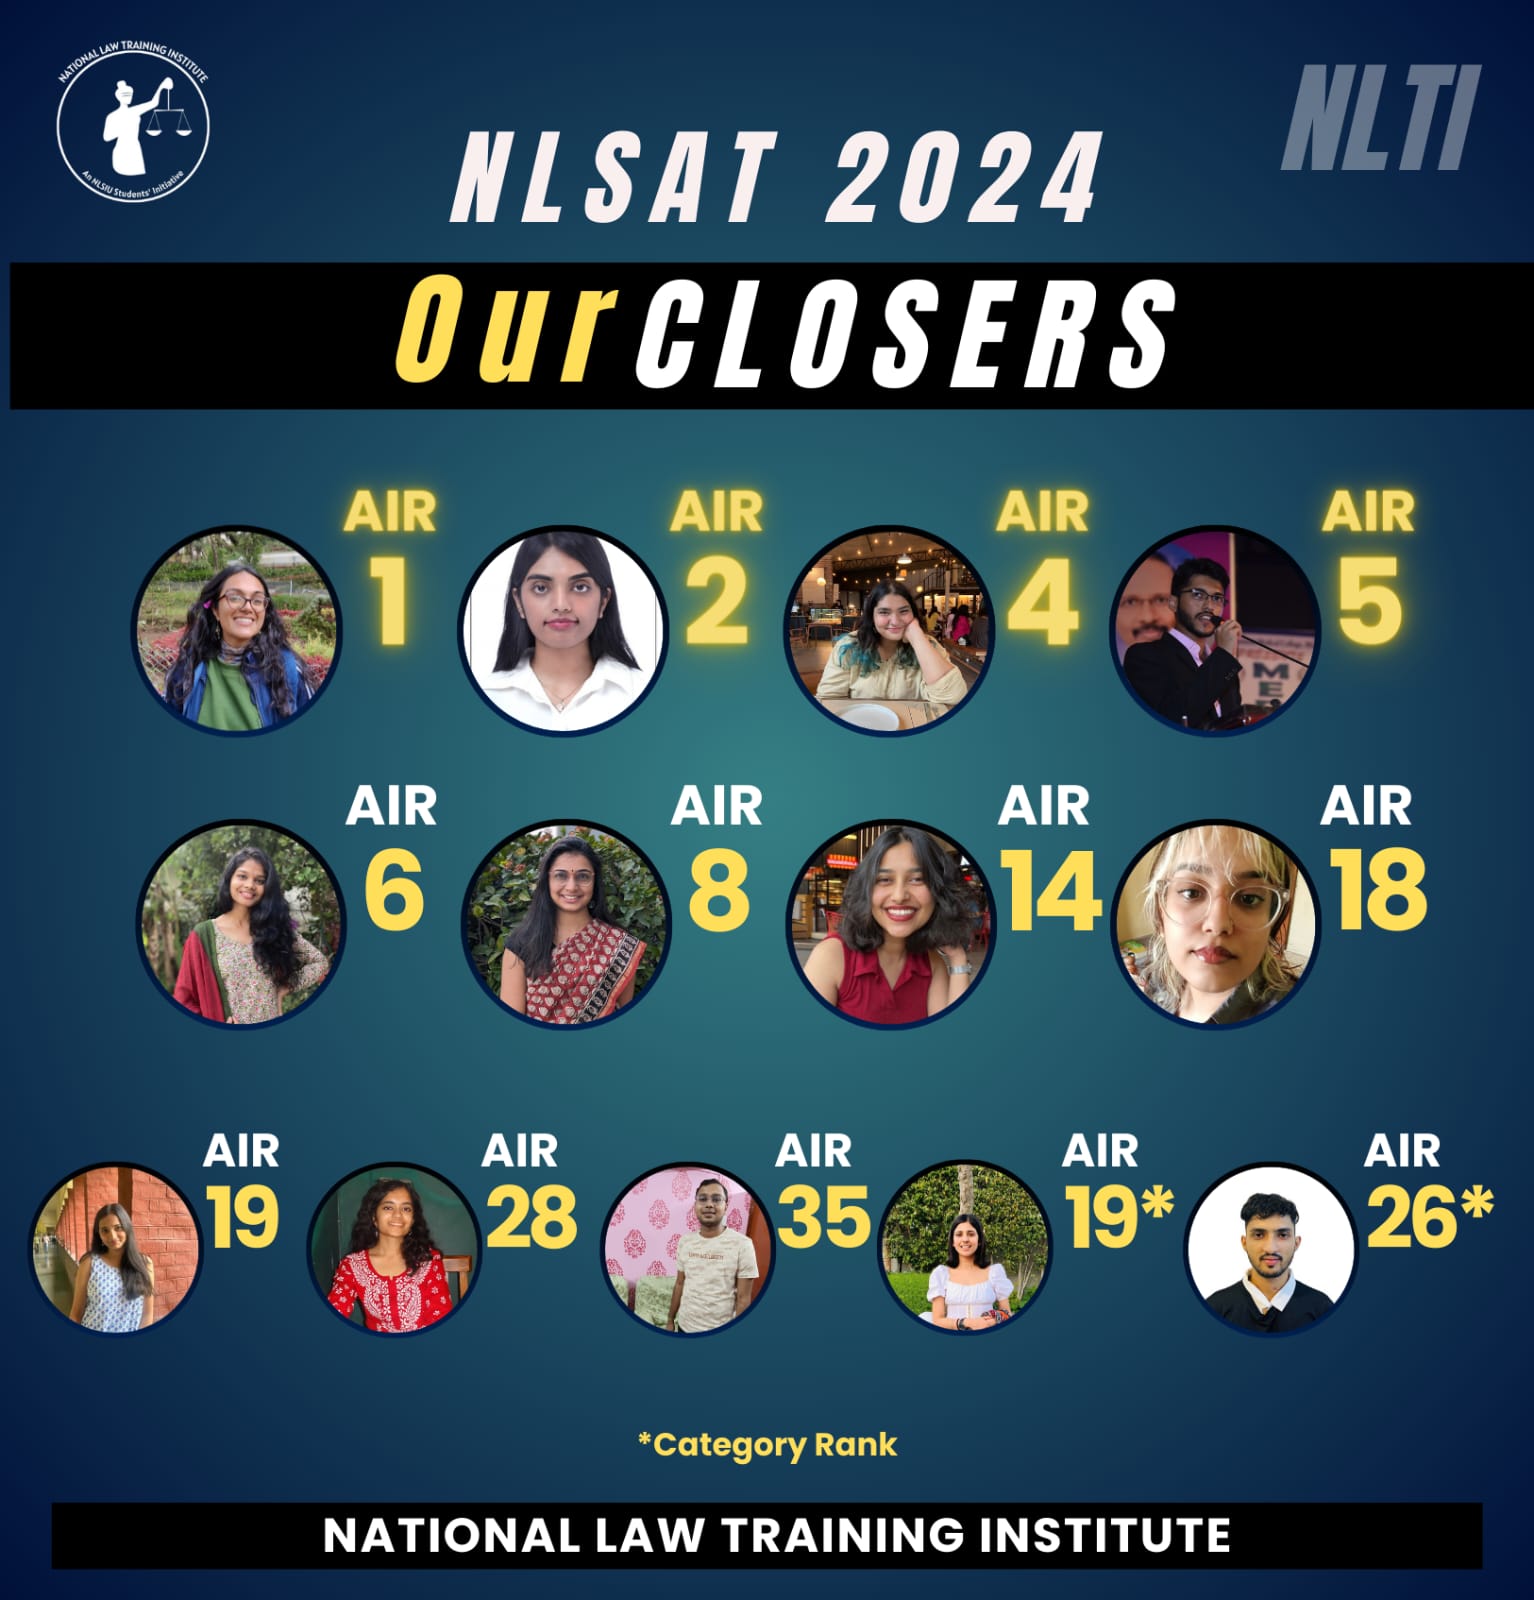 NATIONAL LAW TRAINING INSTITUTE
An NLSIU Students' Initiative
NLTI
NLSAT 2024
Our CLOSERS
AIR 1
AIR 2
AIR 4
AIR 5
AIR 6
AIR 8
AIR 14
AIR 18
AIR 19
AIR 28
AIR 35
AIR 19*
AIR 26*
*Category Rank
NATIONAL LAW TRAINING INSTITUTE